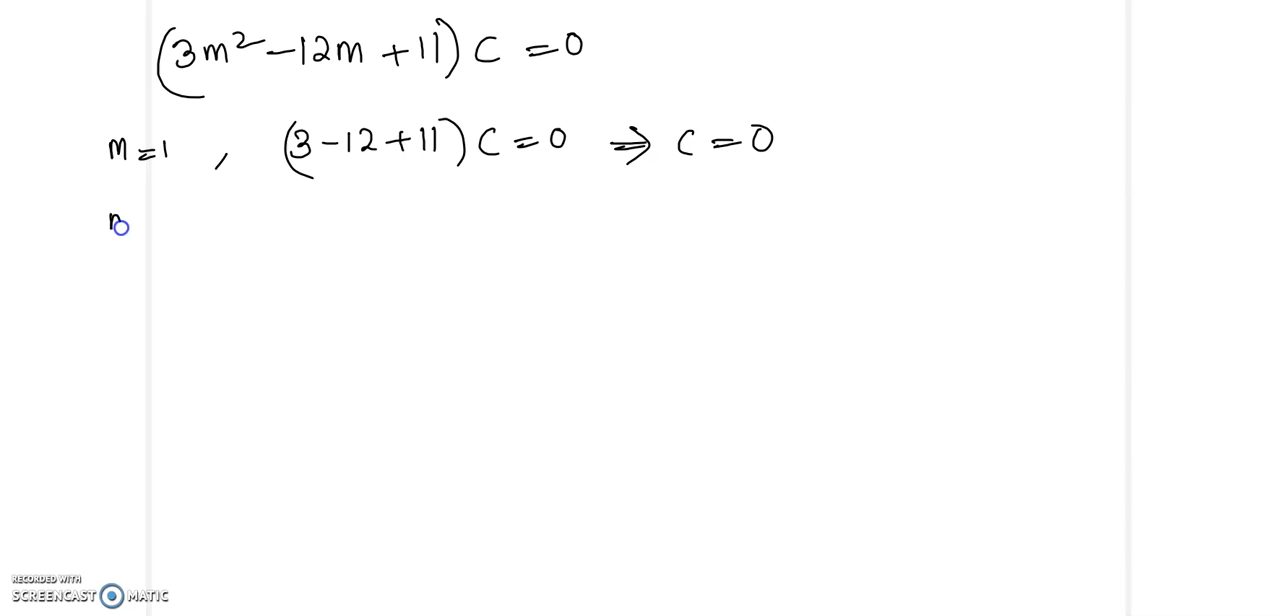 (3m²-12m+11)C=0
m=1, (3-12+11)C=0 ⇒ C=0
RECORDED WITH
SCREENCAST MATIC